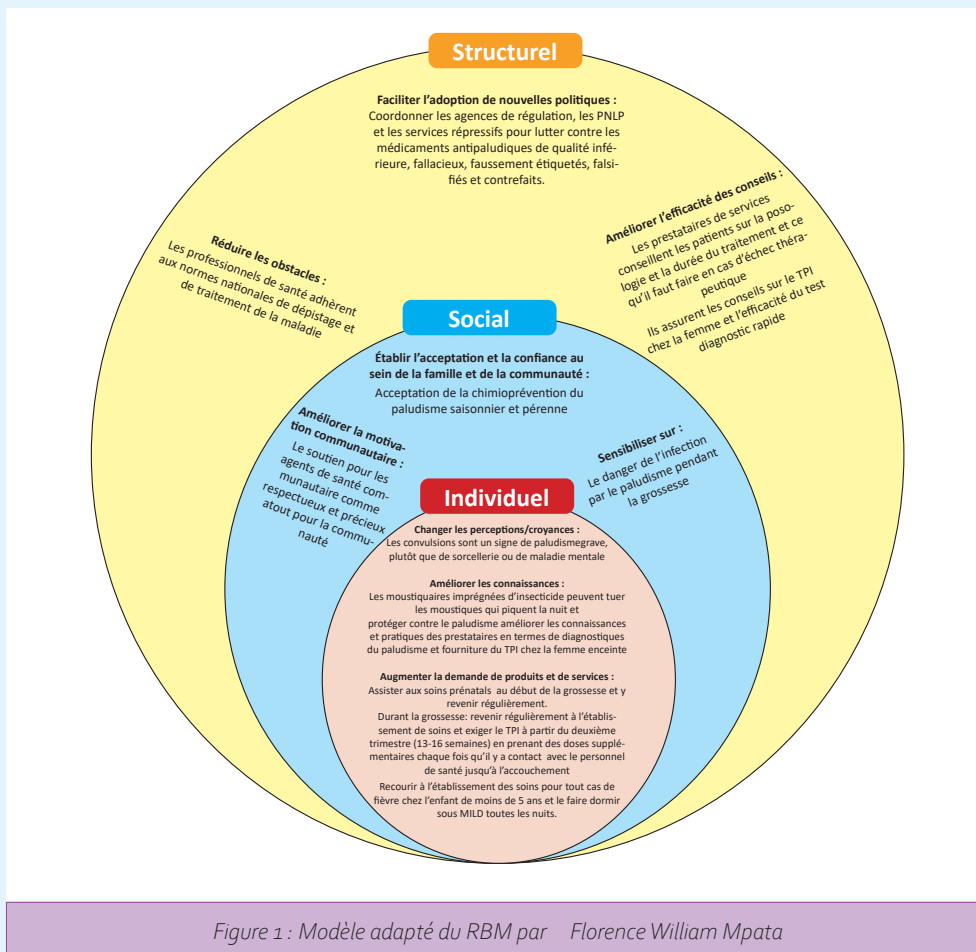 Structurel
Faciliter l'adoption de nouvelles politiques :
Coordonner les agences de régulation, les PNLP
et les services répressifs pour lutter contre les
médicaments antipaludiques de qualité infé-
rieure, fallacieux, faussement étiquetés, falsi-
fiés et contrefaits.
Réduire les obstacles :
Les professionnels de santé adhèrent
aux normes nationales de dépistage et
de traitement de la maladie
Améliorer l'efficacité des conseils :
Les prestataires de services
conseillent les patients sur la poso-
logie et la durée du traitement et ce
qu'il faut faire en cas d'échec théra-
peutique
Ils assurent les conseils sur le TPI
chez la femme et l'efficacité du test
diagnostic rapide
Social
Établir l'acceptation et la confiance au
sein de la famille et de la communauté :
Acceptation de la chimioprévention du
paludisme saisonnier et pérenne
Améliorer la motiva-
tion communautaire :
Le soutien pour les
agents de santé com-
munautaire comme
respectueux et précieux
atout pour la commu-
nauté
Sensibiliser sur :
Le danger de l'infection
par le paludisme pendant
la grossesse
Individuel
Changer les perceptions/croyances :
Les convulsions sont un signe de paludismegrave,
plutôt que de sorcellerie ou de maladie mentale
Améliorer les connaissances :
Les moustiquaires imprégnées d'insecticide peuvent tuer
les moustiques qui piquent la nuit et
protéger contre le paludisme améliorer les connaissances
et pratiques des prestataires en termes de diagnostiques
du paludisme et fourniture du TPI chez la femme enceinte
Augmenter la demande de produits et de services :
Assister aux soins prénatals au début de la grossesse et y
revenir régulièrement.
Durant la grossesse: revenir régulièrement à l'établis-
sement de soins et exiger le TPI à partir du deuxième
trimestre (13-16 semaines) en prenant des doses supplé-
mentaires chaque fois qu'il y a contact avec le personnel
de santé jusqu'à l'accouchement
Recourir à l'établissement des soins pour tout cas de
fièvre chez l'enfant de moins de 5 ans et le faire dormir
sous MILD toutes les nuits.
Figure 1 : Modèle adapté du RBM par Florence William Mpata